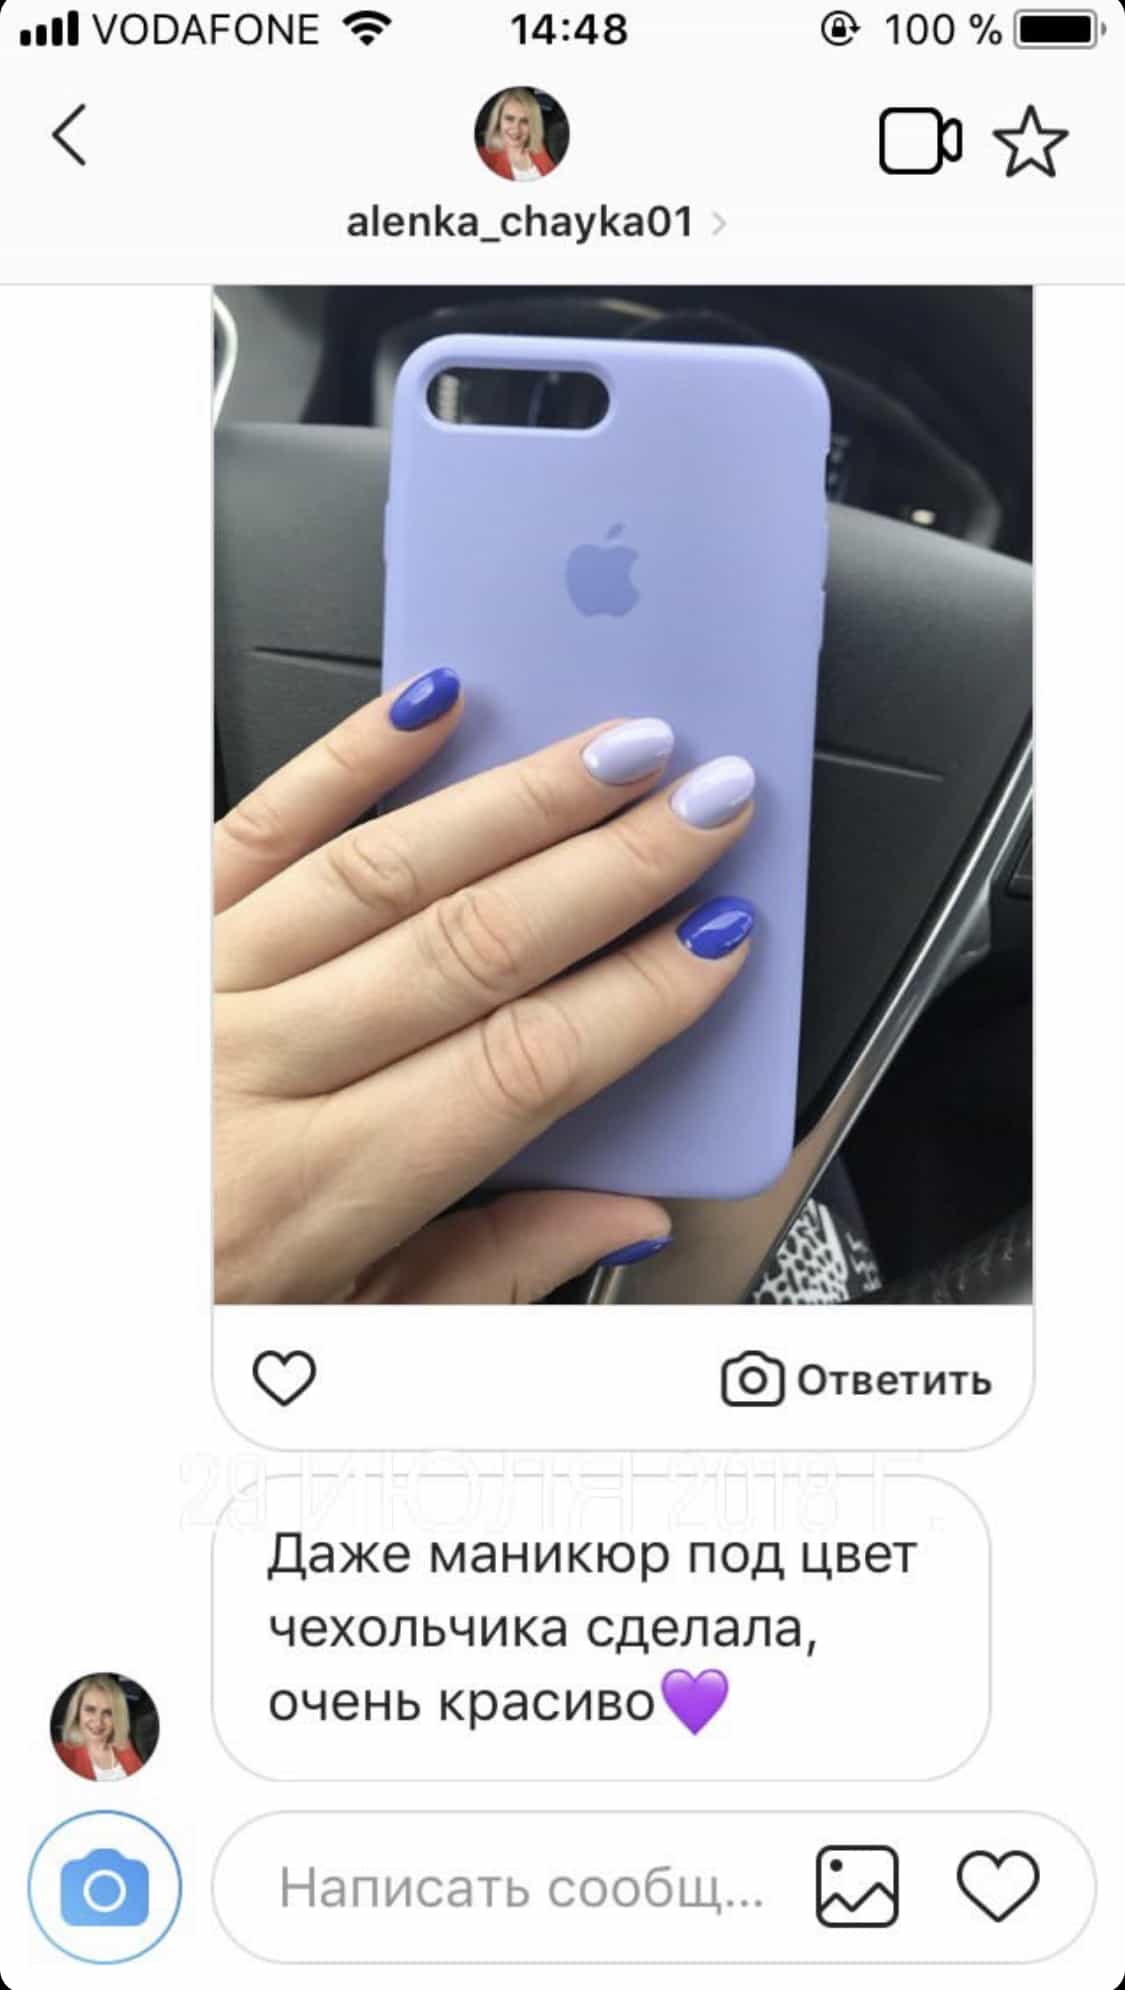 VODAFONE 14:48 100 %
alenka_chayka01
Ответить
29 ИЮЛЯ 2018 Г.
Даже маникюр под цвет
чехольчика сделала,
очень красиво💜
Написать сообщ...